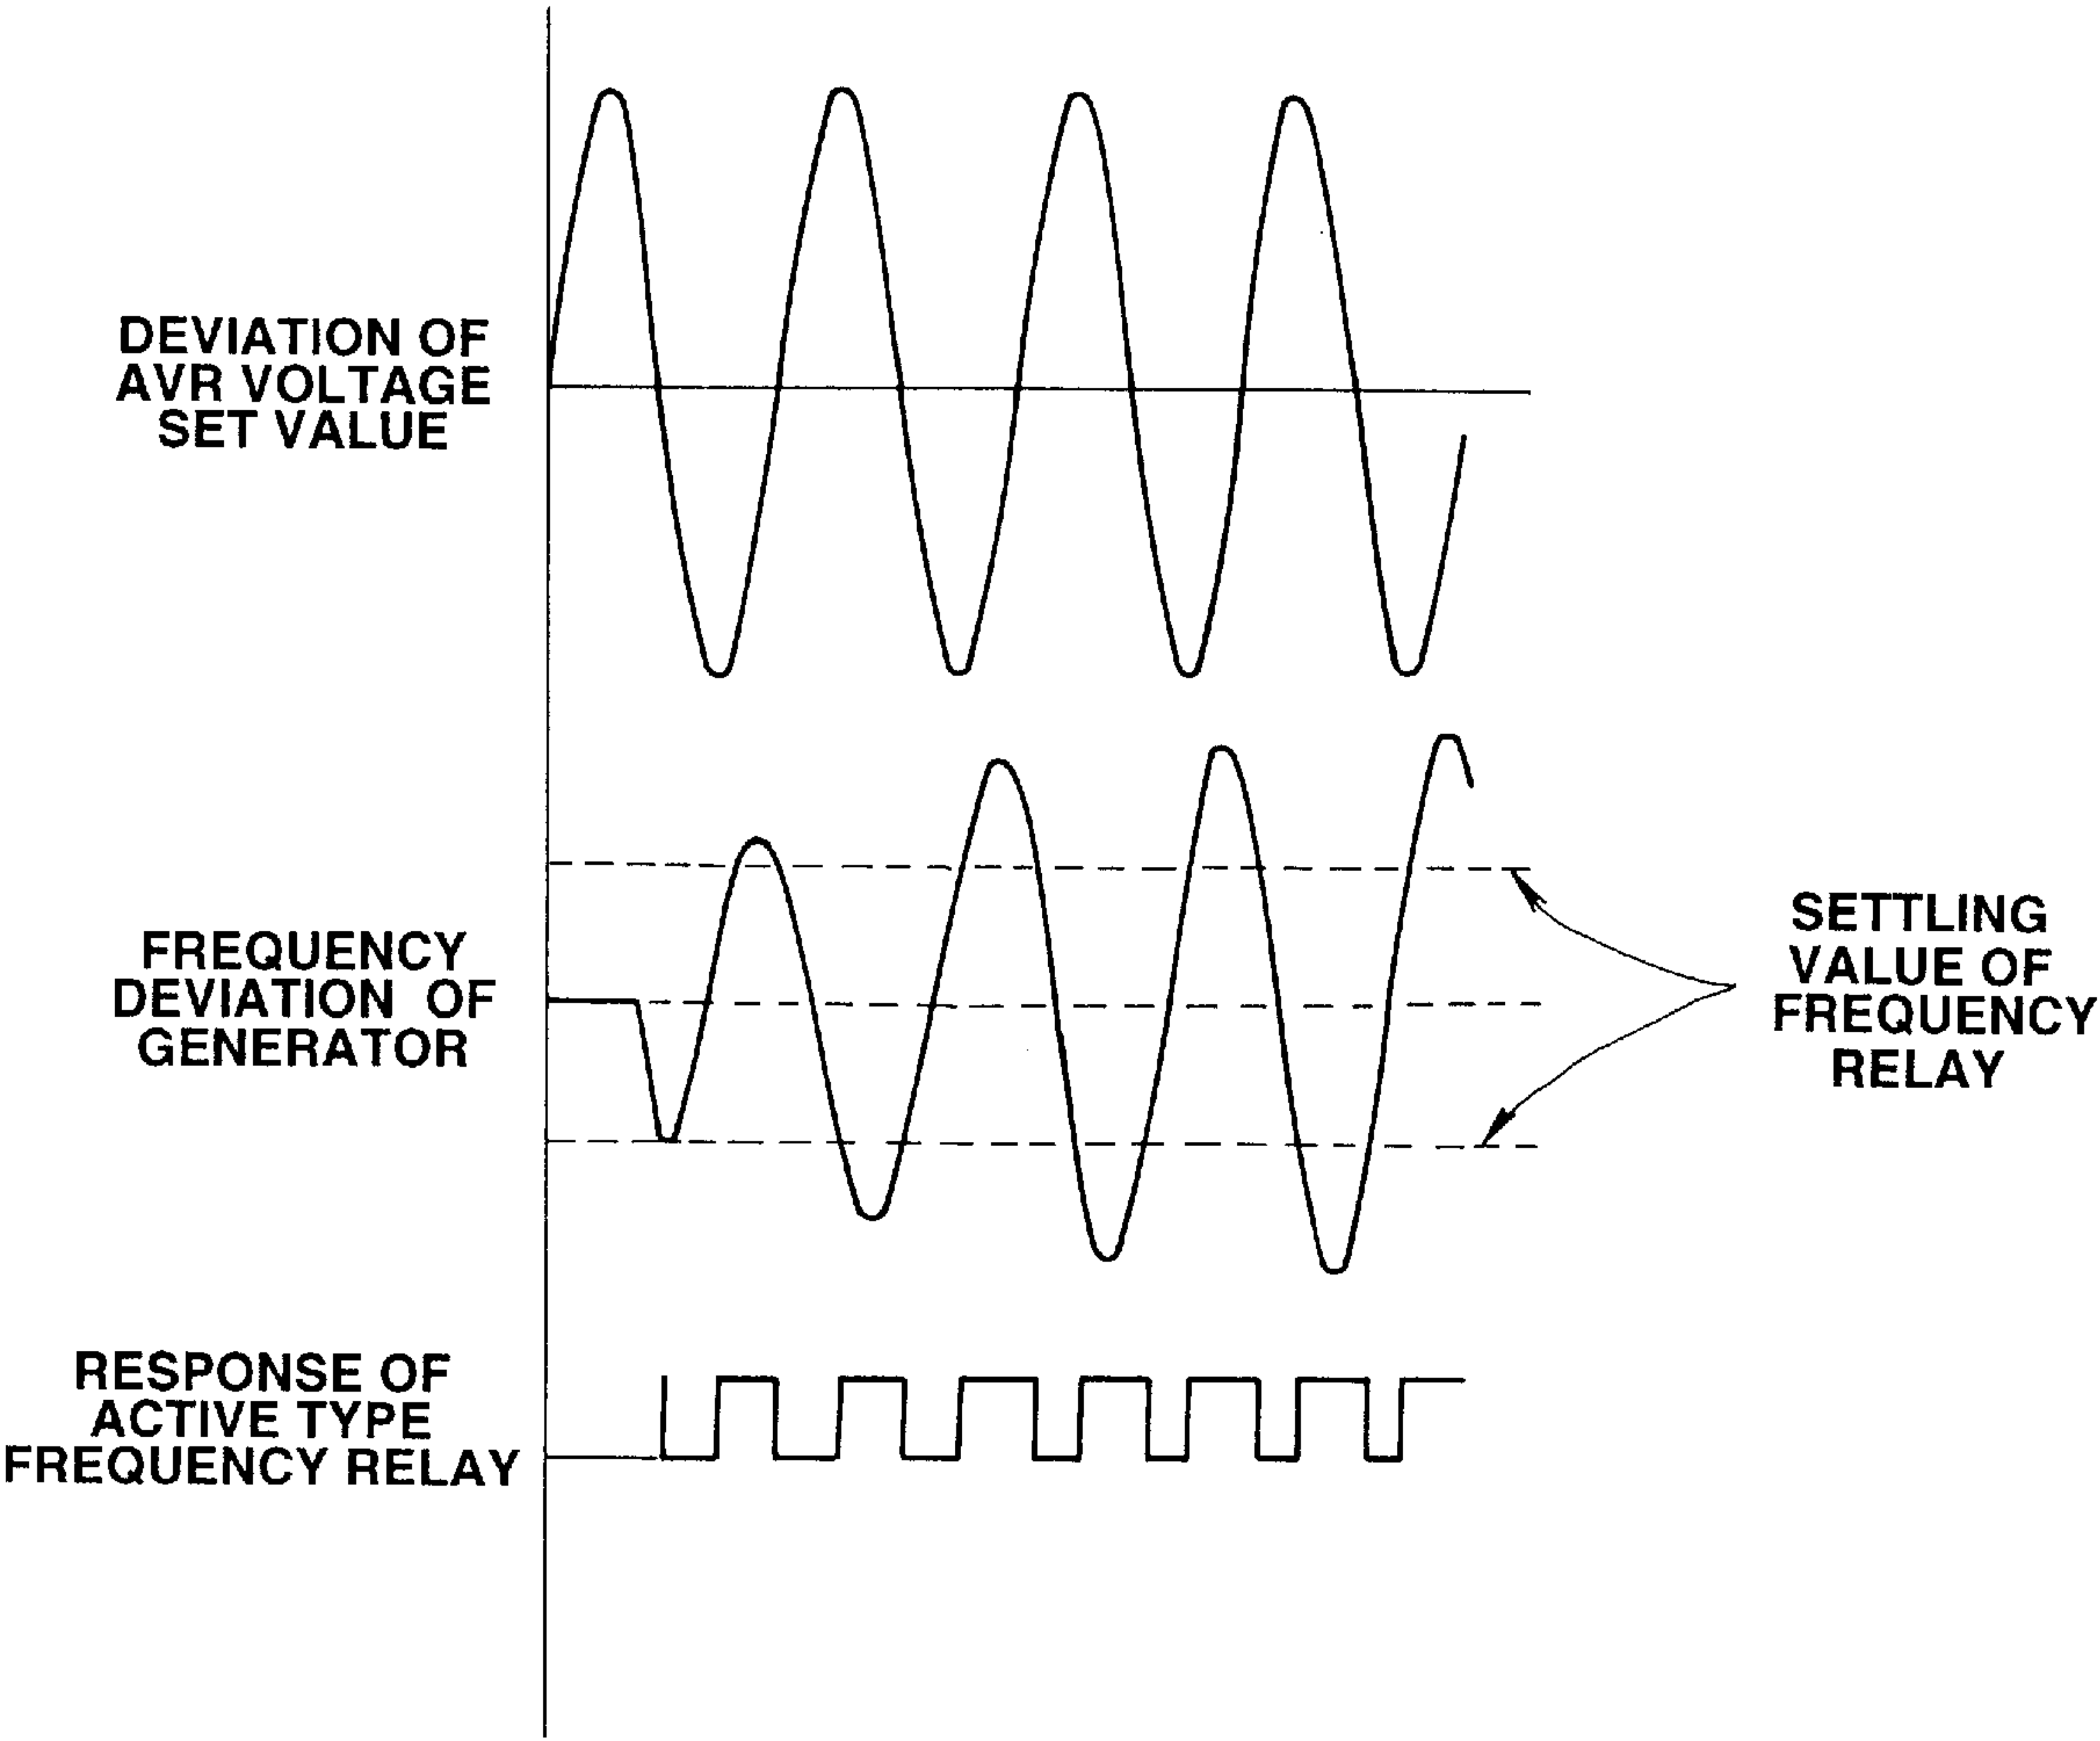 DEVIATION OF
AVR VOLTAGE
SET VALUE
FREQUENCY
DEVIATION OF
GENERATOR
SETTLING
VALUE OF
FREQUENCY
RELAY
RESPONSE OF
ACTIVE TYPE
FREQUENCY RELAY